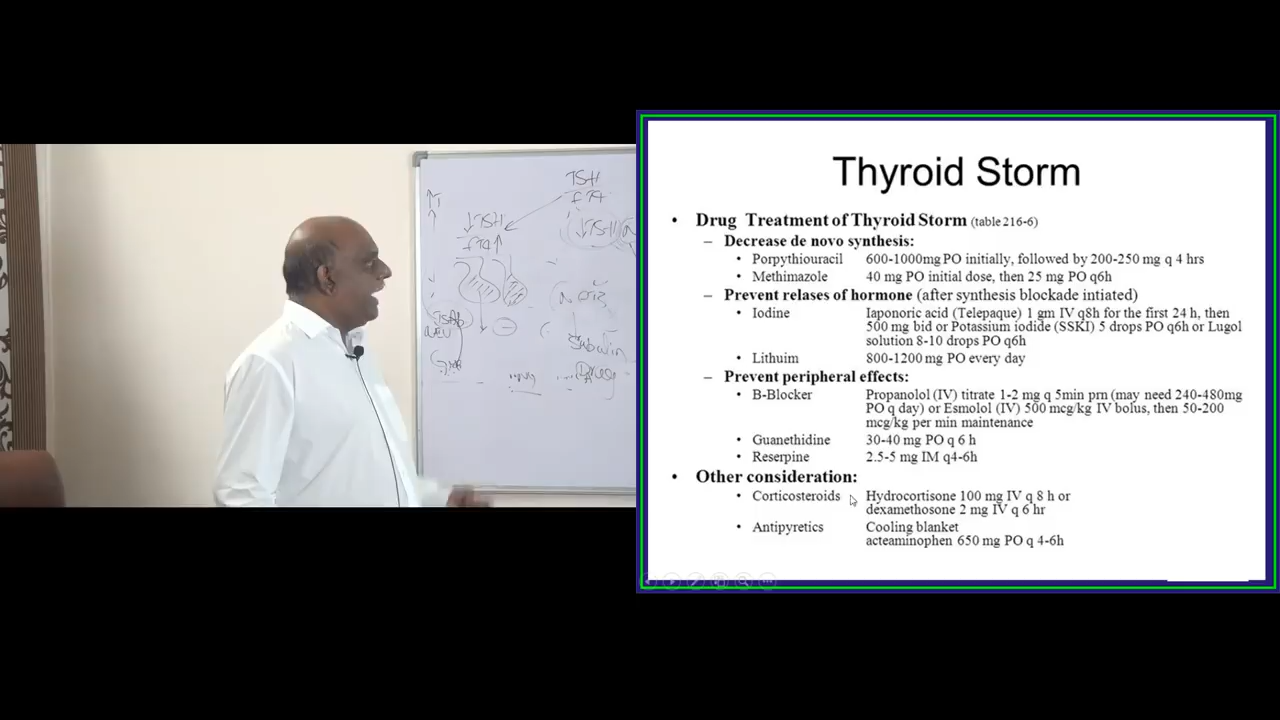 TSH
fT4
↓TSH
fT4↑
Thyroid Storm
• Drug Treatment of Thyroid Storm (table 216-6)
– Decrease de novo synthesis:
• Porpythiouracil 600-1000mg PO initially, followed by 200-250 mg q 4 hrs
• Methimazole 40 mg PO initial dose, then 25 mg PO q6h
– Prevent relases of hormone (after synthesis blockade intiated)
• Iodine Iaponoric acid (Telepaque) 1 gm IV q8h for the first 24 h, then
500 mg bid or Potassium iodide (SSKI) 5 drops PO q6h or Lugol
solution 8-10 drops PO q6h
• Lithuim 800-1200 mg PO every day
– Prevent peripheral effects:
• B-Blocker Propanolol (IV) titrate 1-2 mg q 5min prn (may need 240-480mg
PO q day) or Esmolol (IV) 500 mcg/kg IV bolus, then 50-200
mcg/kg per min maintenance
• Guanethidine 30-40 mg PO q 6 h
• Reserpine 2.5-5 mg IM q4-6h
• Other consideration:
• Corticosteroids Hydrocortisone 100 mg IV q 8 h or
dexamethosone 2 mg IV q 6 hr
• Antipyretics Cooling blanket
acteaminophen 650 mg PO q 4-6h